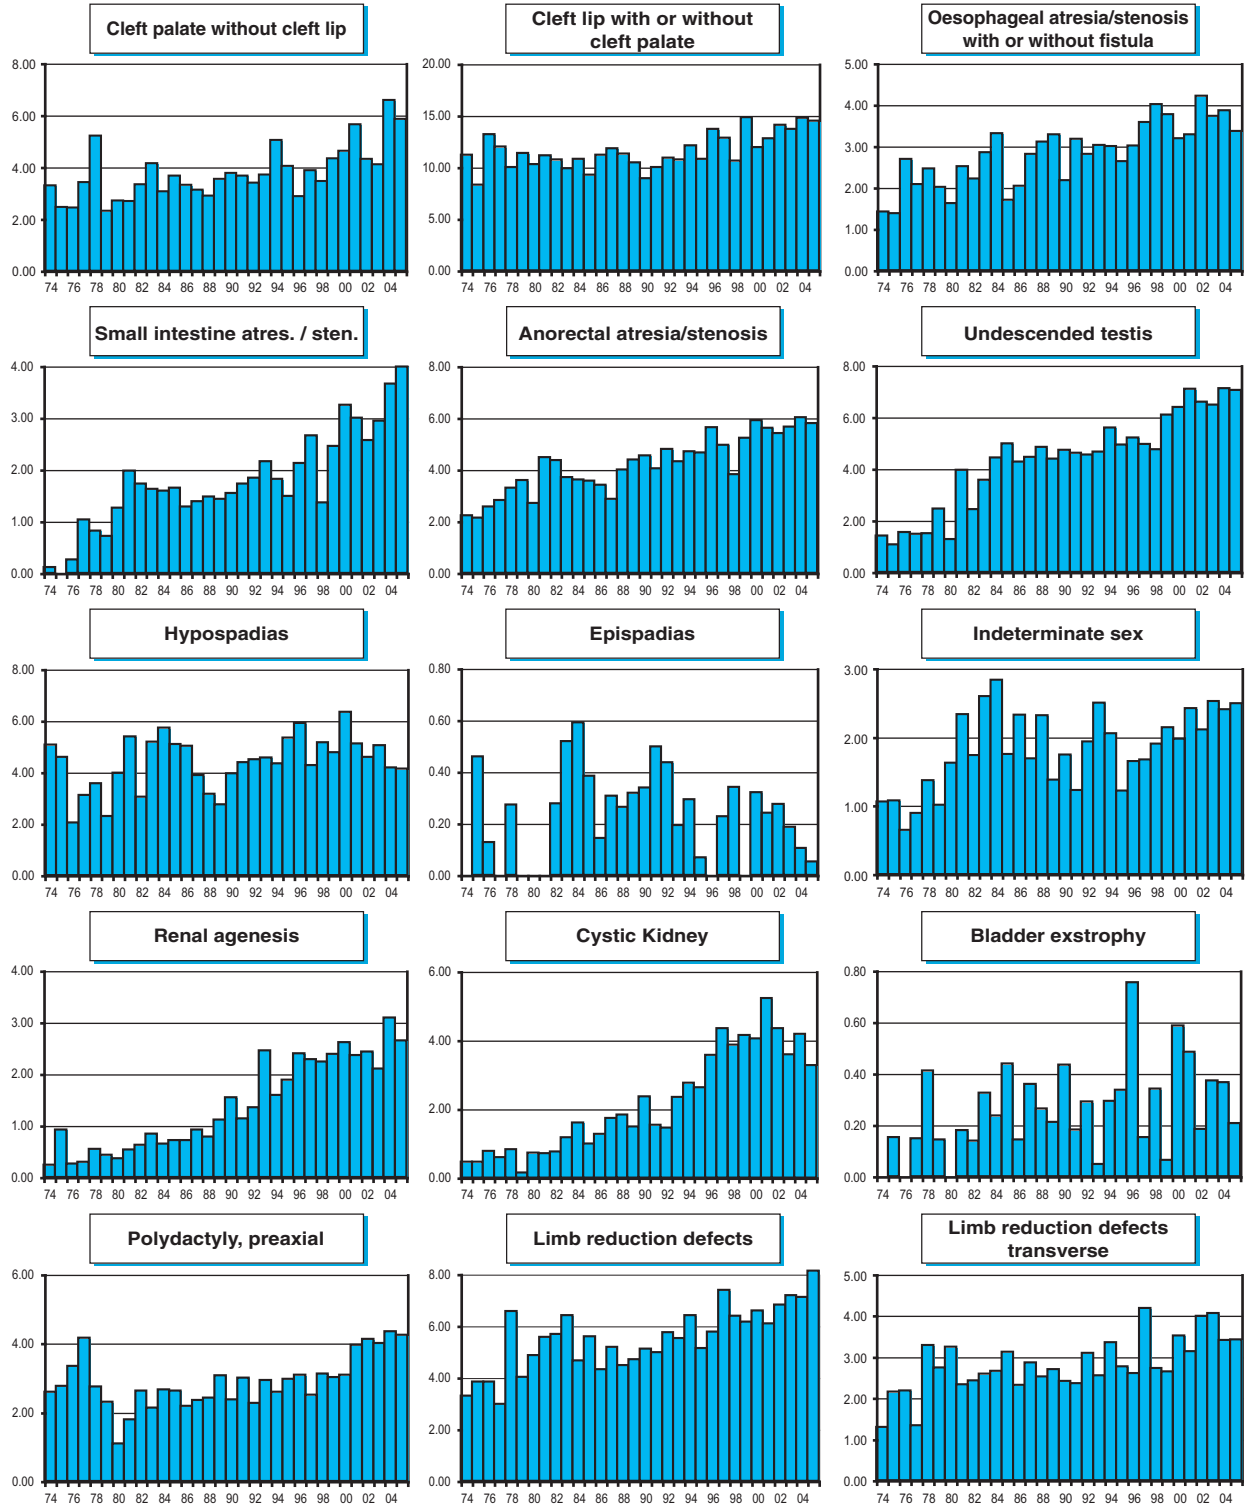 Cleft palate without cleft lip
8.00
6.00
4.00
2.00
0.00
74 76 78 80 82 84 86 88 90 92 94 96 98 00 02 04
Cleft lip with or without
cleft palate
20.00
15.00
10.00
5.00
0.00
74 76 78 80 82 84 86 88 90 92 94 96 98 00 02 04
Oesophageal atresia/stenosis
with or without fistula
5.00
4.00
3.00
2.00
1.00
0.00
74 76 78 80 82 84 86 88 90 92 94 96 98 00 02 04
Small intestine atres. / sten.
4.00
3.00
2.00
1.00
0.00
74 76 78 80 82 84 86 88 90 92 94 96 98 00 02 04
Anorectal atresia/stenosis
8.00
6.00
4.00
2.00
0.00
74 76 78 80 82 84 86 88 90 92 94 96 98 00 02 04
Undescended testis
8.00
6.00
4.00
2.00
0.00
74 76 78 80 82 84 86 88 90 92 94 96 98 00 02 04
Hypospadias
8.00
6.00
4.00
2.00
0.00
74 76 78 80 82 84 86 88 90 92 94 96 98 00 02 04
Epispadias
0.80
0.60
0.40
0.20
0.00
74 76 78 80 82 84 86 88 90 92 94 96 98 00 02 04
Indeterminate sex
3.00
2.00
1.00
0.00
74 76 78 80 82 84 86 88 90 92 94 96 98 00 02 04
Renal agenesis
4.00
3.00
2.00
1.00
0.00
74 76 78 80 82 84 86 88 90 92 94 96 98 00 02 04
Cystic Kidney
6.00
4.00
2.00
0.00
74 76 78 80 82 84 86 88 90 92 94 96 98 00 02 04
Bladder exstrophy
0.80
0.60
0.40
0.20
0.00
74 76 78 80 82 84 86 88 90 92 94 96 98 00 02 04
Polydactyly, preaxial
6.00
4.00
2.00
0.00
74 76 78 80 82 84 86 88 90 92 94 96 98 00 02 04
Limb reduction defects
8.00
6.00
4.00
2.00
0.00
74 76 78 80 82 84 86 88 90 92 94 96 98 00 02 04
Limb reduction defects
transverse
5.00
4.00
3.00
2.00
1.00
0.00
74 76 78 80 82 84 86 88 90 92 94 96 98 00 02 04